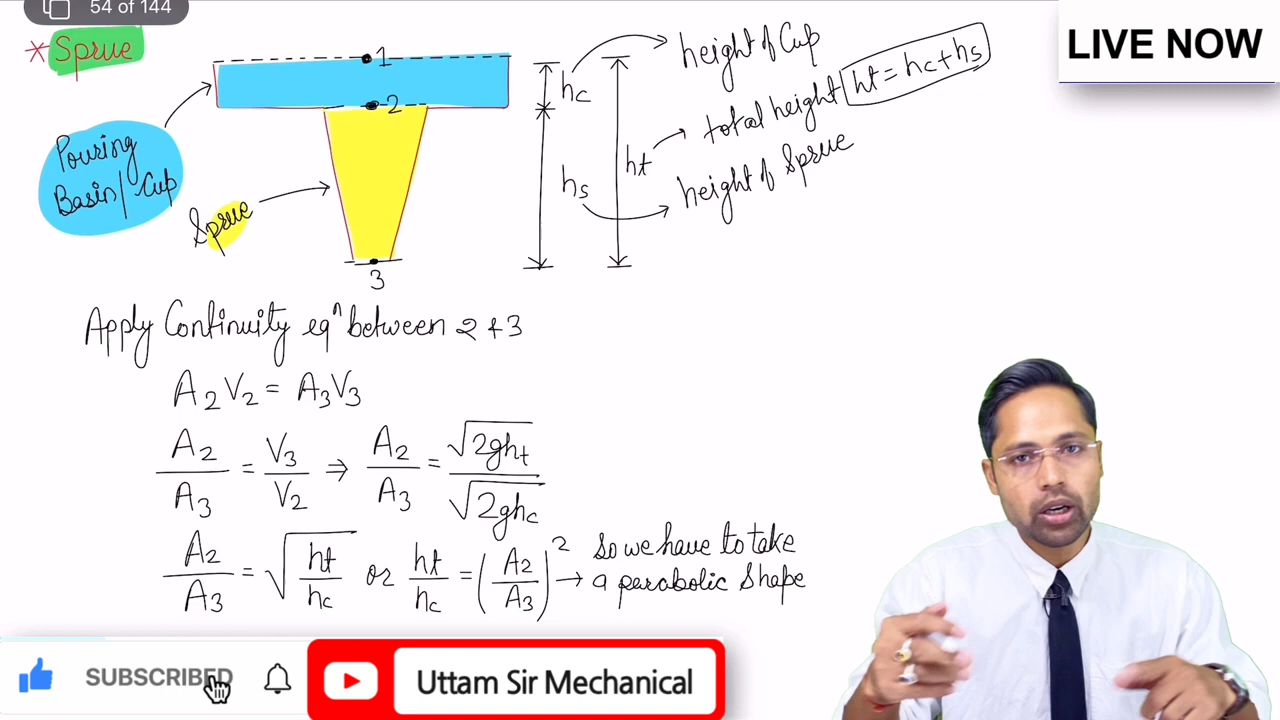 54 of 144
* Sprue
LIVE NOW
1
2
3
hc
hs
ht
height of Cup
total height ht = hc + hs
height of Sprue
Pouring
Basin/Cup
Sprue
Apply Continuity eqⁿ between 2 & 3
A₂V₂ = A₃V₃
A₂/A₃ = V₃/V₂ ⇒ A₂/A₃ = √2ght/√2ghc
A₂/A₃ = √(ht/hc) or ht/hc = (A₂/A₃)² → So we have to take
a parabolic Shape
SUBSCRIBED
Uttam Sir Mechanical